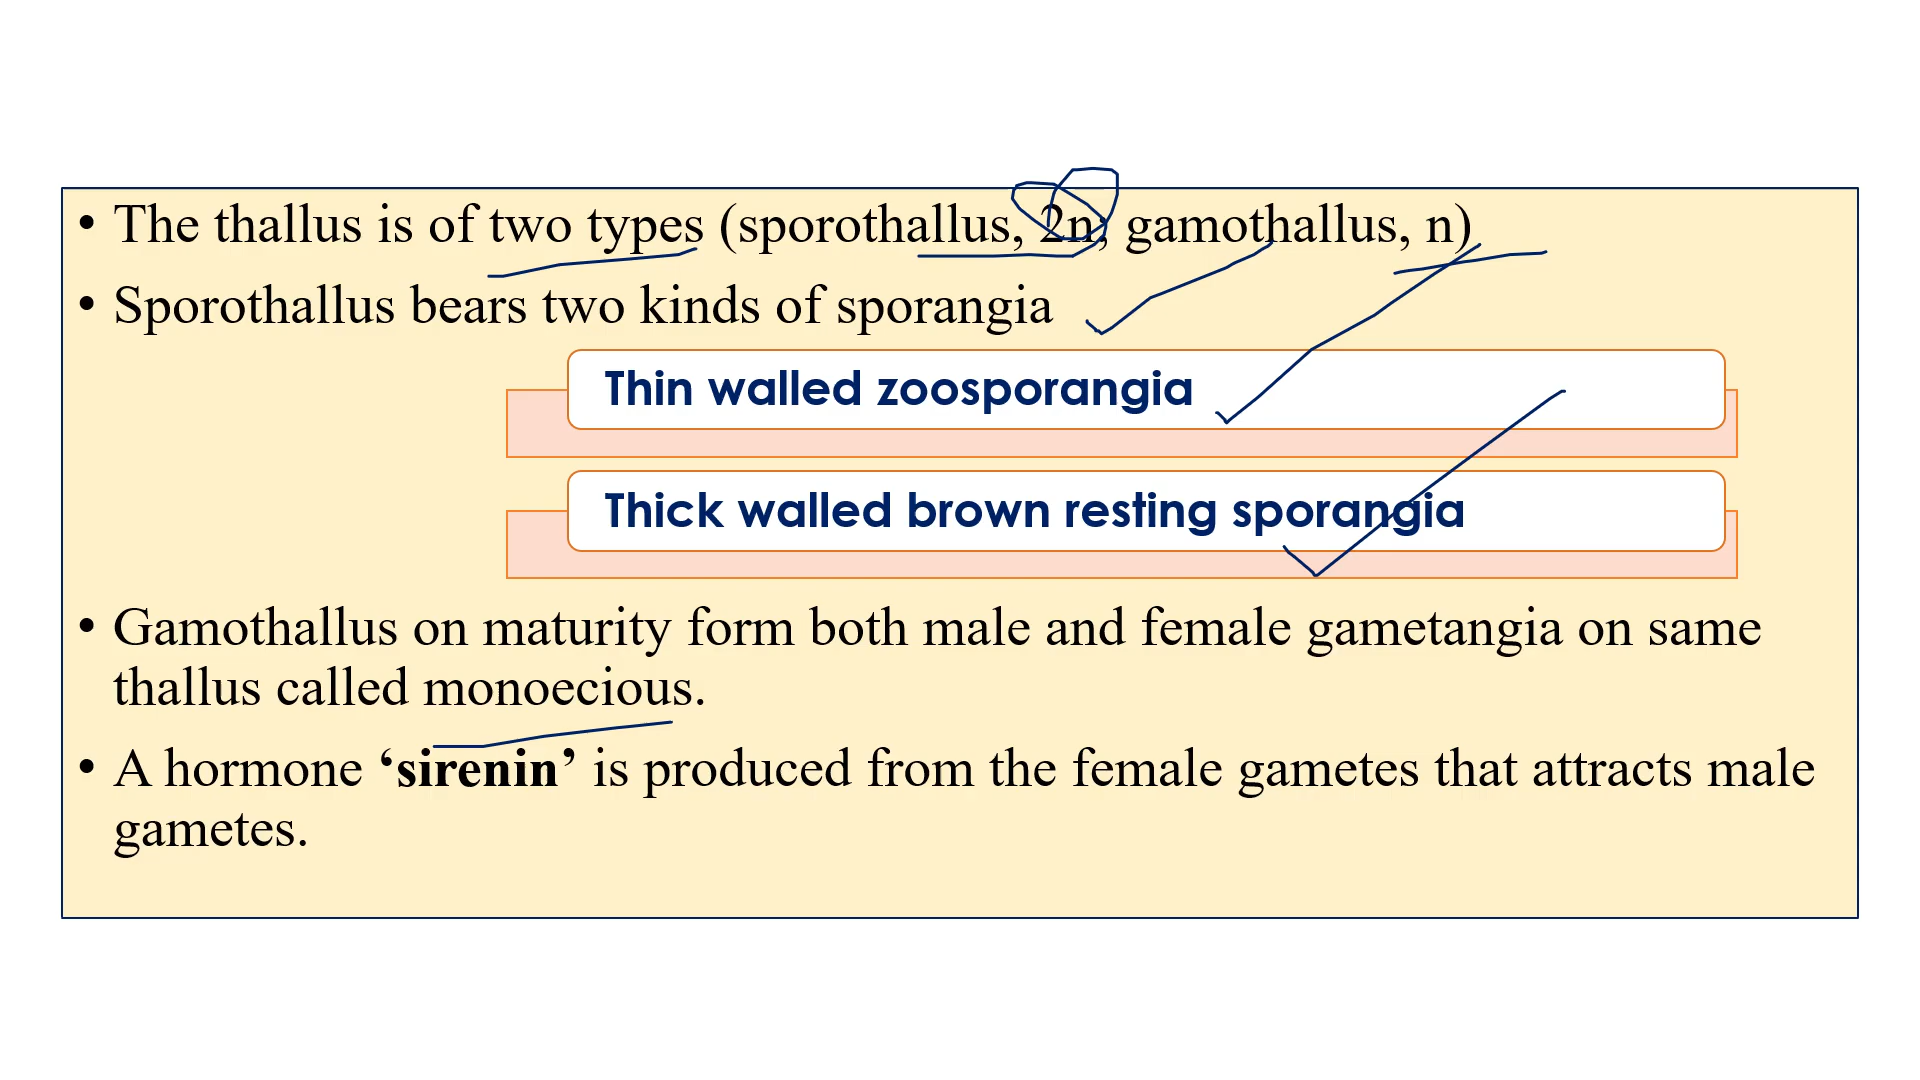 • The thallus is of two types (sporothallus, 2n; gamothallus, n)
• Sporothallus bears two kinds of sporangia
Thin walled zoosporangia
Thick walled brown resting sporangia
• Gamothallus on maturity form both male and female gametangia on same
thallus called monoecious.
• A hormone ‘sirenin’ is produced from the female gametes that attracts male
gametes.